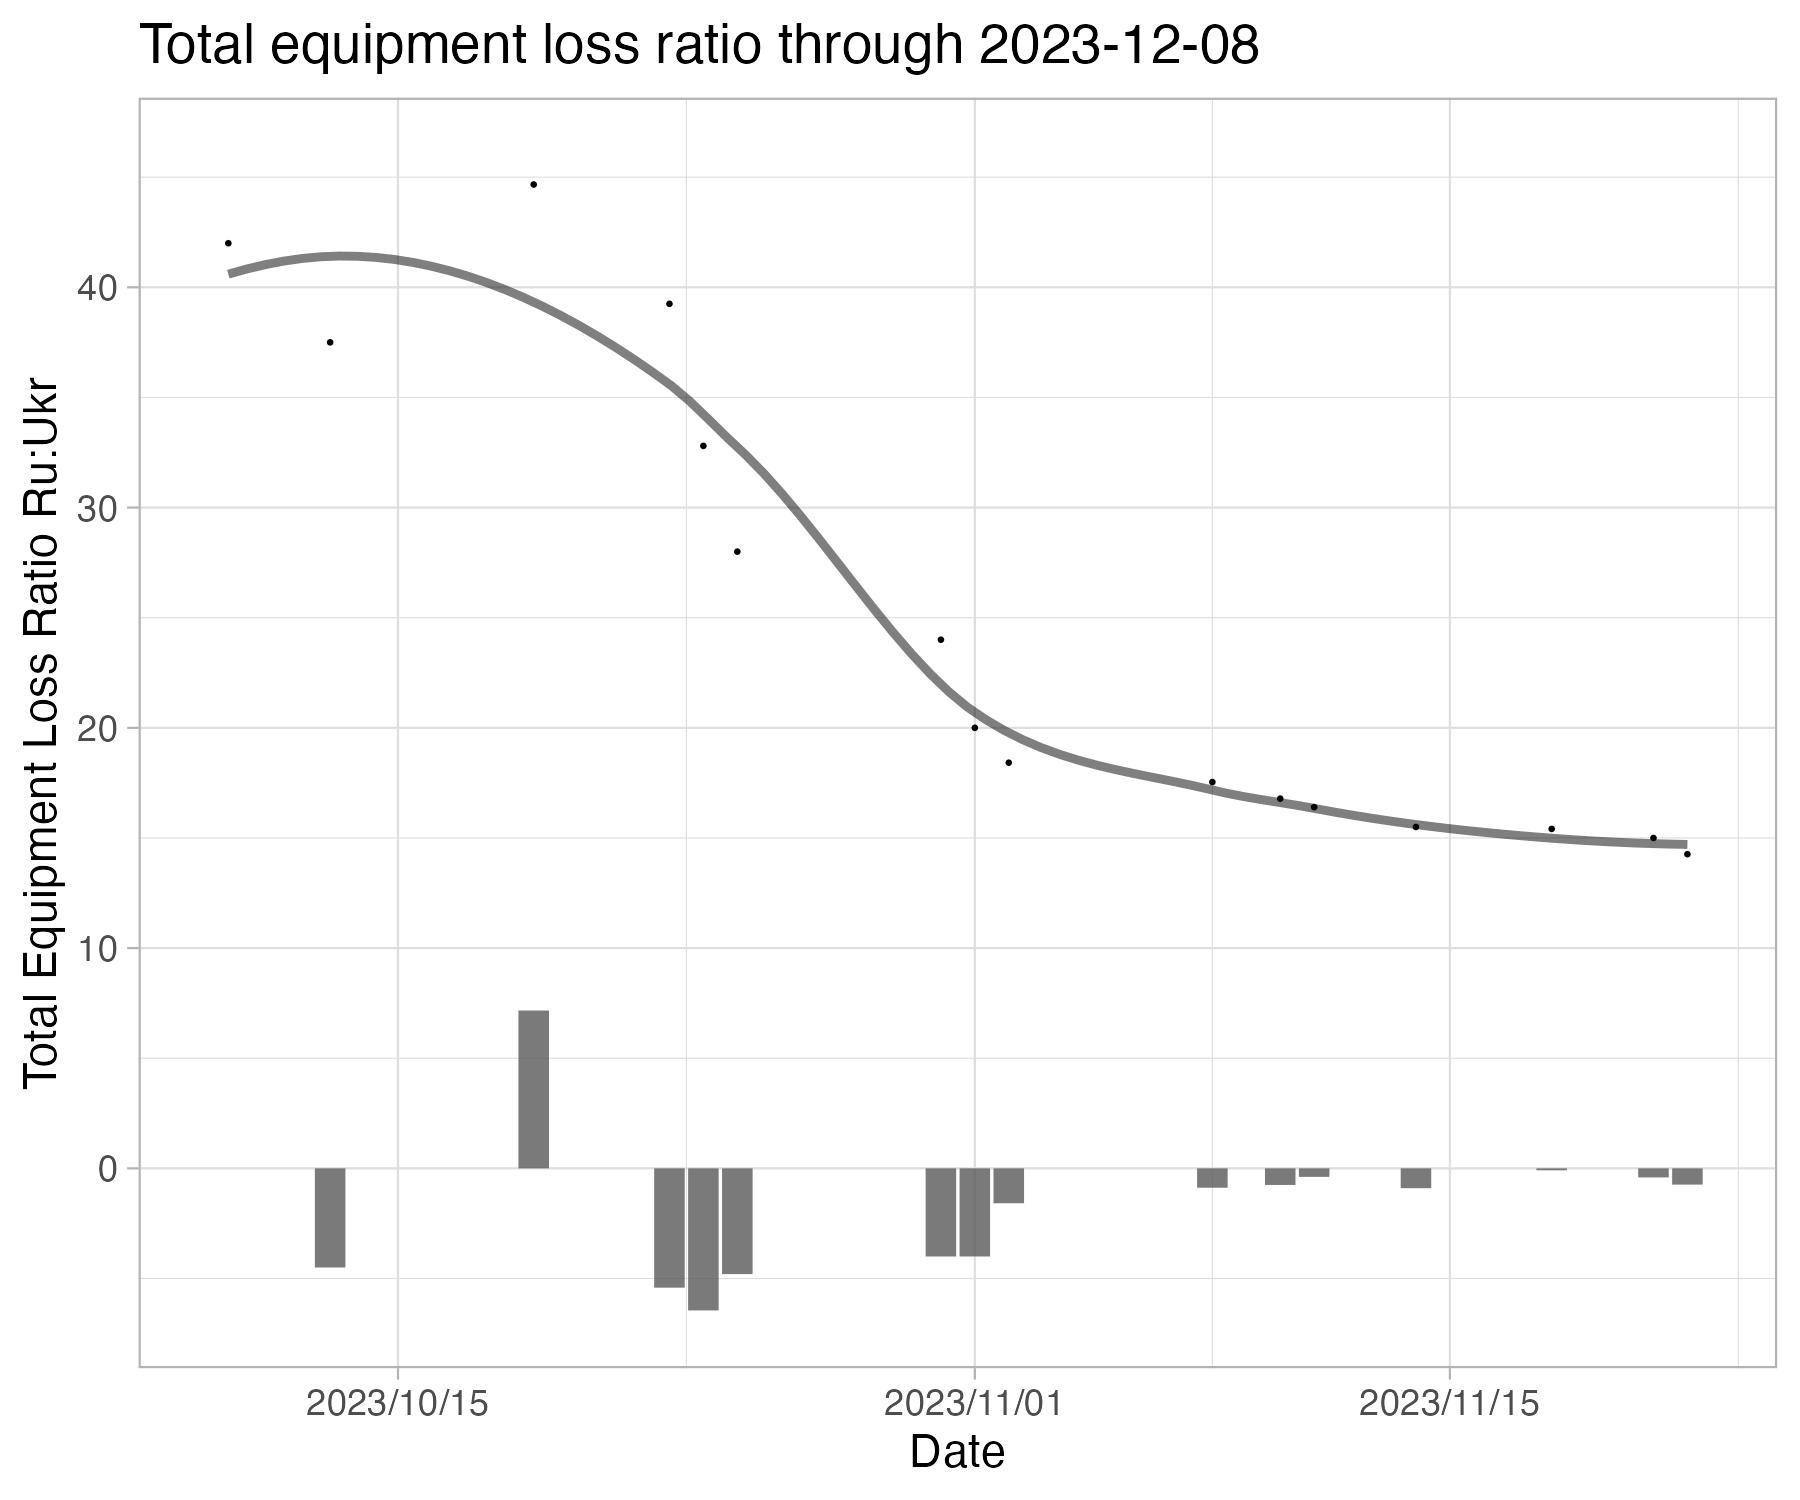 Total equipment loss ratio through 2023-12-08
Total Equipment Loss Ratio Ru:Ukr
40
30
20
10
0
2023/10/15
2023/11/01
2023/11/15
Date